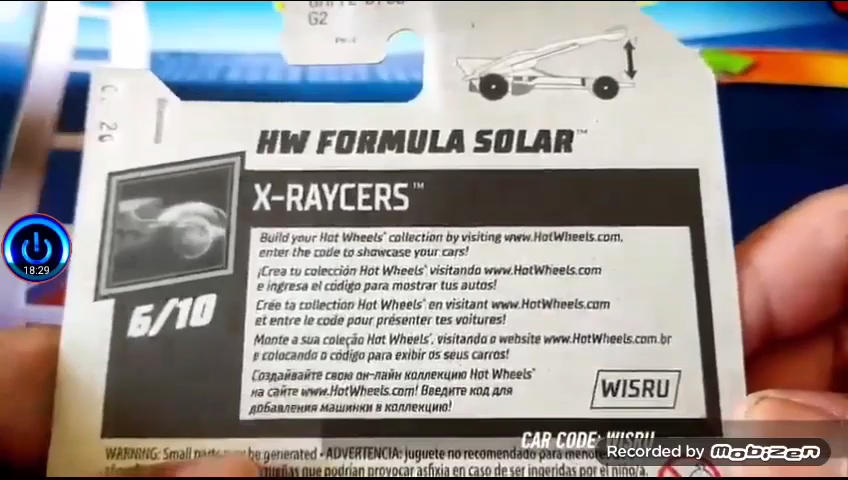 G2
HW FORMULA SOLAR™
X-RAYCERS™
Build your Hot Wheels® collection by visiting www.HotWheels.com,
enter the code to showcase your cars!
¡Crea tu colección Hot Wheels® visitando www.HotWheels.com
e ingresa el código para mostrar tus autos!
Crée ta collection Hot Wheels® en visitant www.HotWheels.com
et entre le code pour présenter tes voitures!
Monte a sua coleção Hot Wheels®, visitando o website www.HotWheels.com.br
e colocando o código para exibir os seus carros!
Создавайте свою он-лайн коллекцию Hot Wheels®
на сайте www.HotWheels.com! Введите код для
добавления машинки в коллекцию!
18:29
6/10
WISRU
CAR CODE: WISRU
WARNING: Small parts may be generated • ADVERTENCIA: juguete no recomendado para
que podrían provocar asfixia en caso de ser ingeridas por el niño/a.
Recorded by mobizen